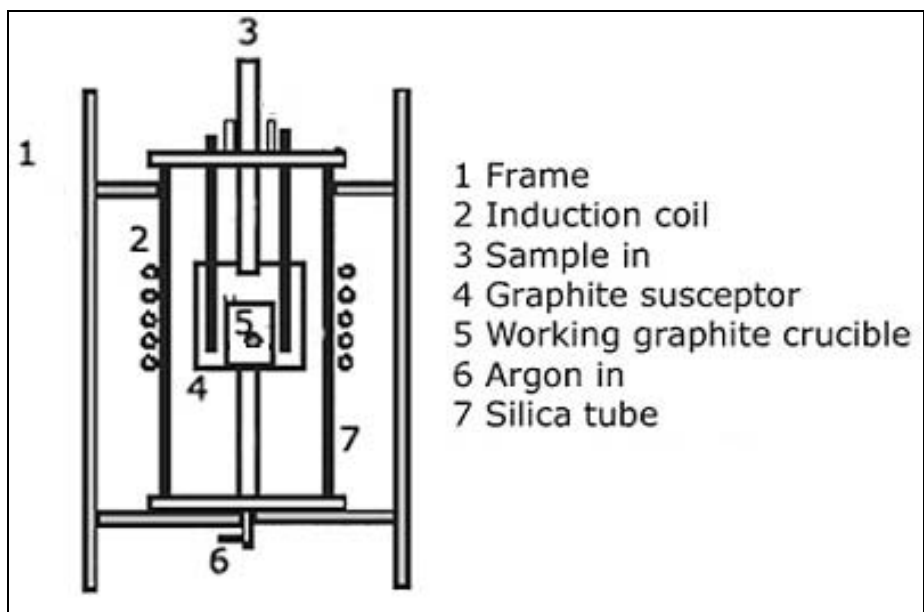 3
1
2
5
4
7
6
1 Frame
2 Induction coil
3 Sample in
4 Graphite susceptor
5 Working graphite crucible
6 Argon in
7 Silica tube